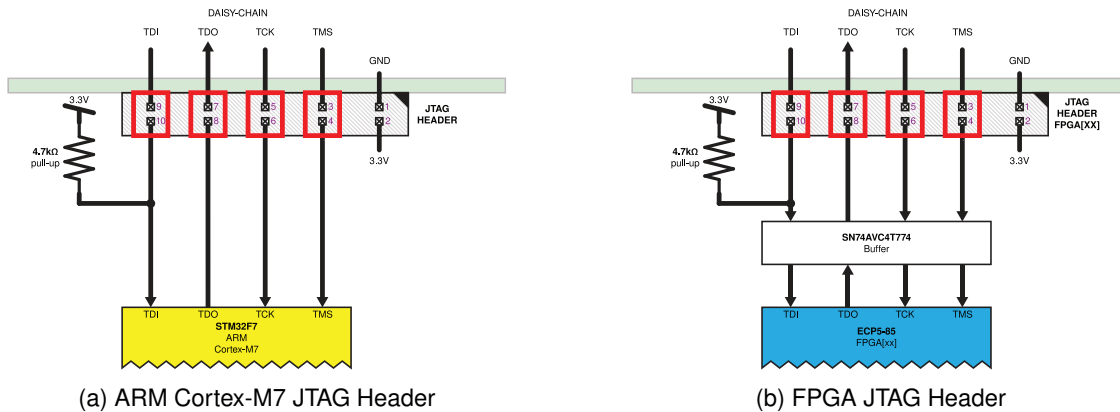 DAISY-CHAIN
TDI TDO TCK TMS
GND
3.3V
9 7 5 3 1
10 8 6 4 2
JTAG
HEADER
4.7kΩ
pull-up
3.3V
TDI TDO TCK TMS
STM32F7
ARM
Cortex-M7
(a) ARM Cortex-M7 JTAG Header
DAISY-CHAIN
TDI TDO TCK TMS
GND
3.3V
9 7 5 3 1
10 8 6 4 2
JTAG
HEADER
FPGA[XX]
4.7kΩ
pull-up
3.3V
SN74AVC4T774
Buffer
TDI TDO TCK TMS
ECP5-85
FPGA[xx]
(b) FPGA JTAG Header